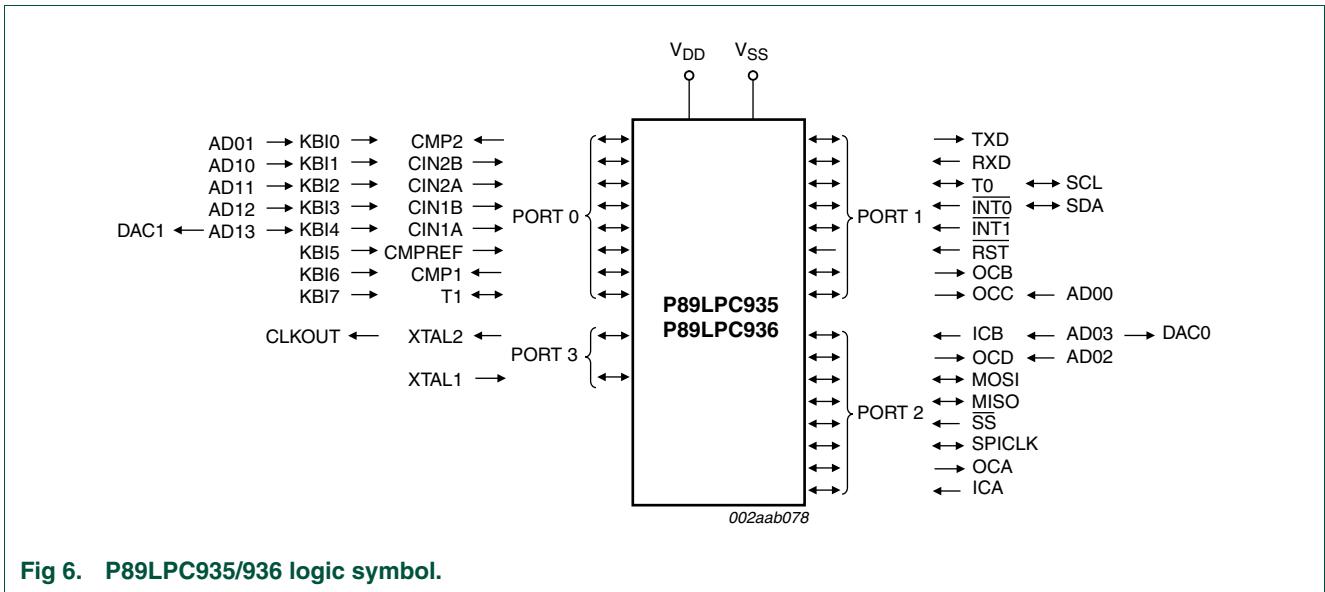 VDD VSS
AD01 KBI0 CMP2 TXD
AD10 KBI1 CIN2B RXD
AD11 KBI2 CIN2A T0 SCL
AD12 KBI3 CIN1B PORT 0 PORT 1 INT0 SDA
DAC1 AD13 KBI4 CIN1A INT1
KBI5 CMPREF RST
KBI6 CMP1 OCB
KBI7 T1 OCC AD00
P89LPC935
P89LPC936
CLKOUT XTAL2 ICB AD03 DAC0
PORT 3 OCD AD02
XTAL1 MOSI
MISO
PORT 2 SS
SPICLK
OCA
ICA
002aab078
Fig 6. P89LPC935/936 logic symbol.